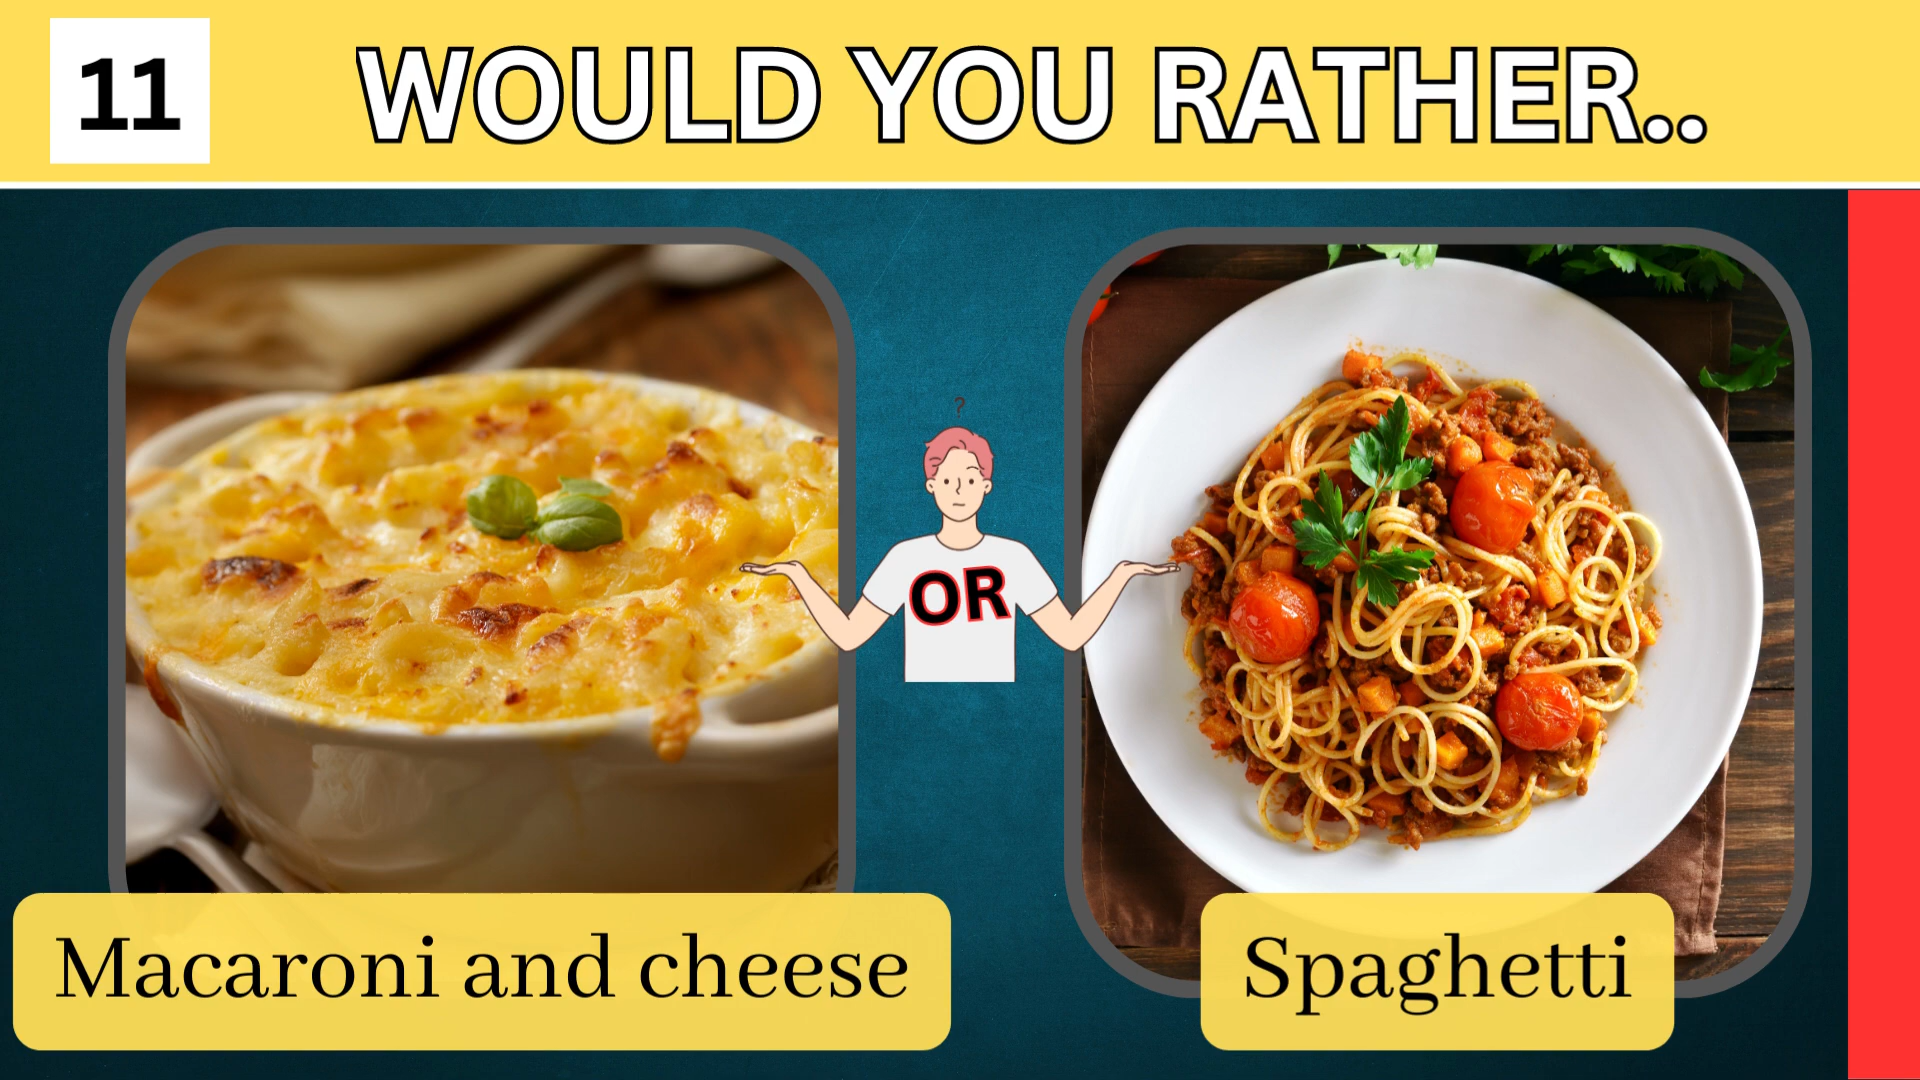 11
WOULD YOU RATHER..
?
OR
Macaroni and cheese
Spaghetti